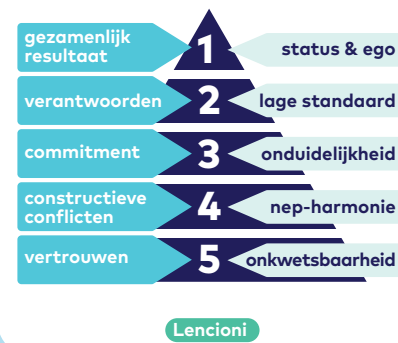 gezamenlijk
resultaat
1
status & ego
verantwoorden
2
lage standaard
commitment
3
onduidelijkheid
constructieve
conflicten
4
nep-harmonie
vertrouwen
5
onkwetsbaarheid
Lencioni